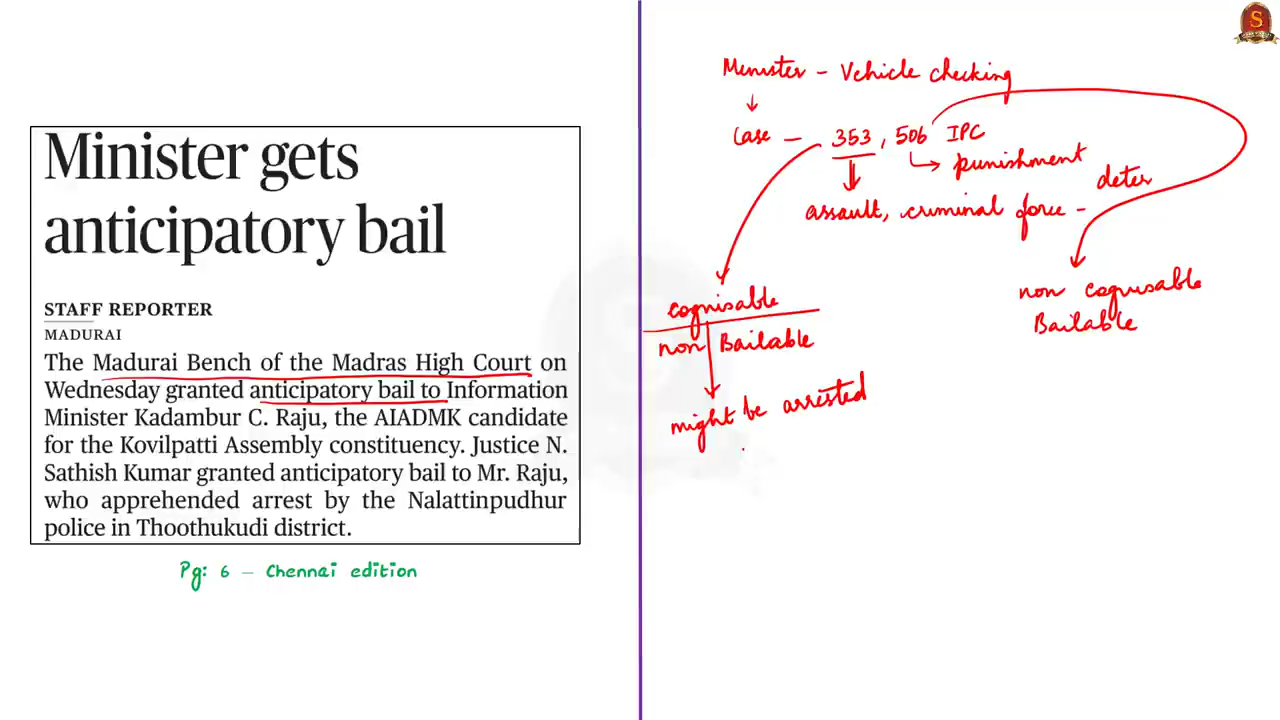 Minister gets
anticipatory bail
STAFF REPORTER
MADURAI
The Madurai Bench of the Madras High Court on
Wednesday granted anticipatory bail to Information
Minister Kadambur C. Raju, the AIADMK candidate
for the Kovilpatti Assembly constituency. Justice N.
Sathish Kumar granted anticipatory bail to Mr. Raju,
who apprehended arrest by the Nalattinpudhur
police in Thoothukudi district.
Pg: 6 – Chennai edition
Minister – Vehicle checking
Case – 353, 506 IPC
punishment
assault, criminal force – deter
cognisable
non Bailable
might be arrested
non cognisable
Bailable
S